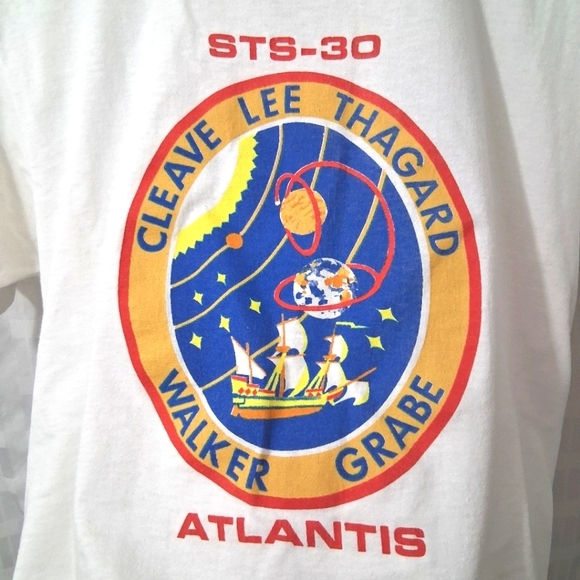 STS-30
CLEAVE LEE THAGARD
WALKER GRABE
ATLANTIS